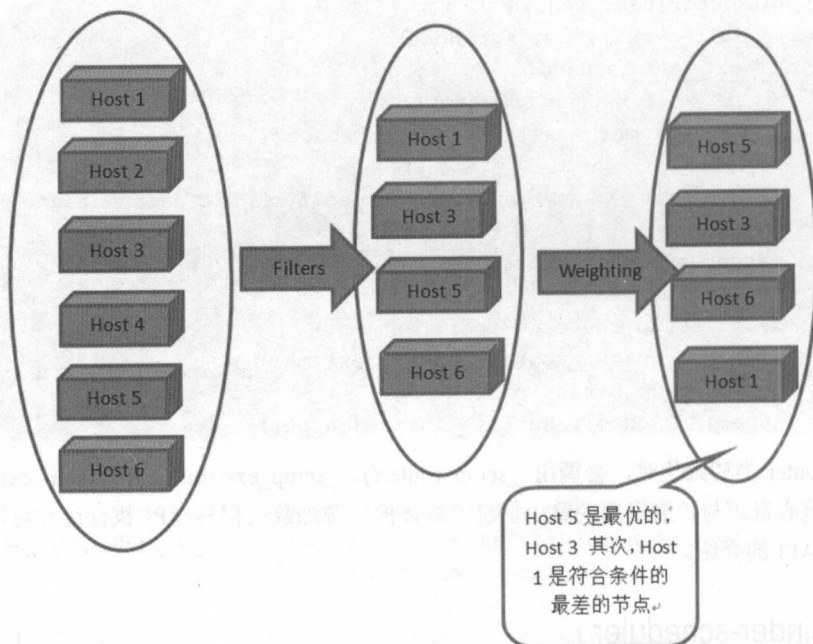 Host 1
Host 2
Host 3
Host 4
Host 5
Host 6
Filters
Host 1
Host 3
Host 5
Host 6
Weighting
Host 5
Host 3
Host 6
Host 1
Host 5 是最优的，
Host 3 其次，Host
1 是符合条件的
最差的节点